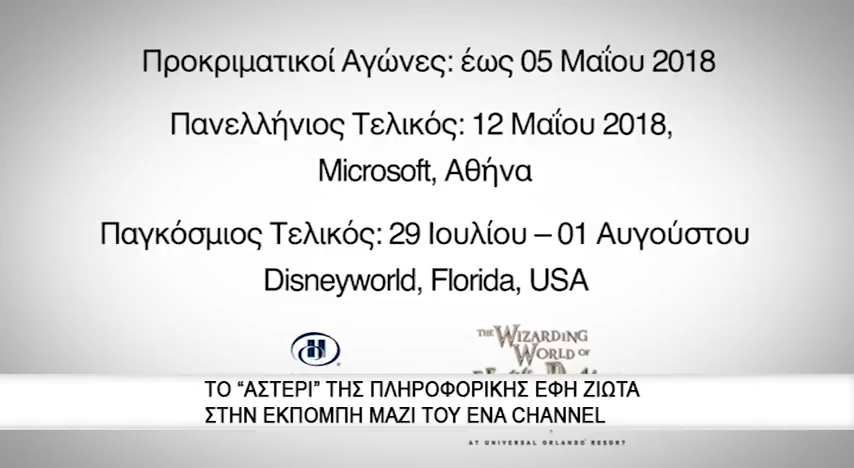 Προκριματικοί Αγώνες: έως 05 Μαΐου 2018
Πανελλήνιος Τελικός: 12 Μαΐου 2018,
Microsoft, Αθήνα
Παγκόσμιος Τελικός: 29 Ιουλίου – 01 Αυγούστου
Disneyworld, Florida, USA
H
THE WIZARDING
WORLD OF
ΤΟ “ΑΣΤΕΡΙ” ΤΗΣ ΠΛΗΡΟΦΟΡΙΚΗΣ ΕΦΗ ΖΙΩΤΑ
ΣΤΗΝ ΕΚΠΟΜΠΗ ΜΑΖΙ ΤΟΥ ENA CHANNEL
AT UNIVERSAL ORLANDO RESORT